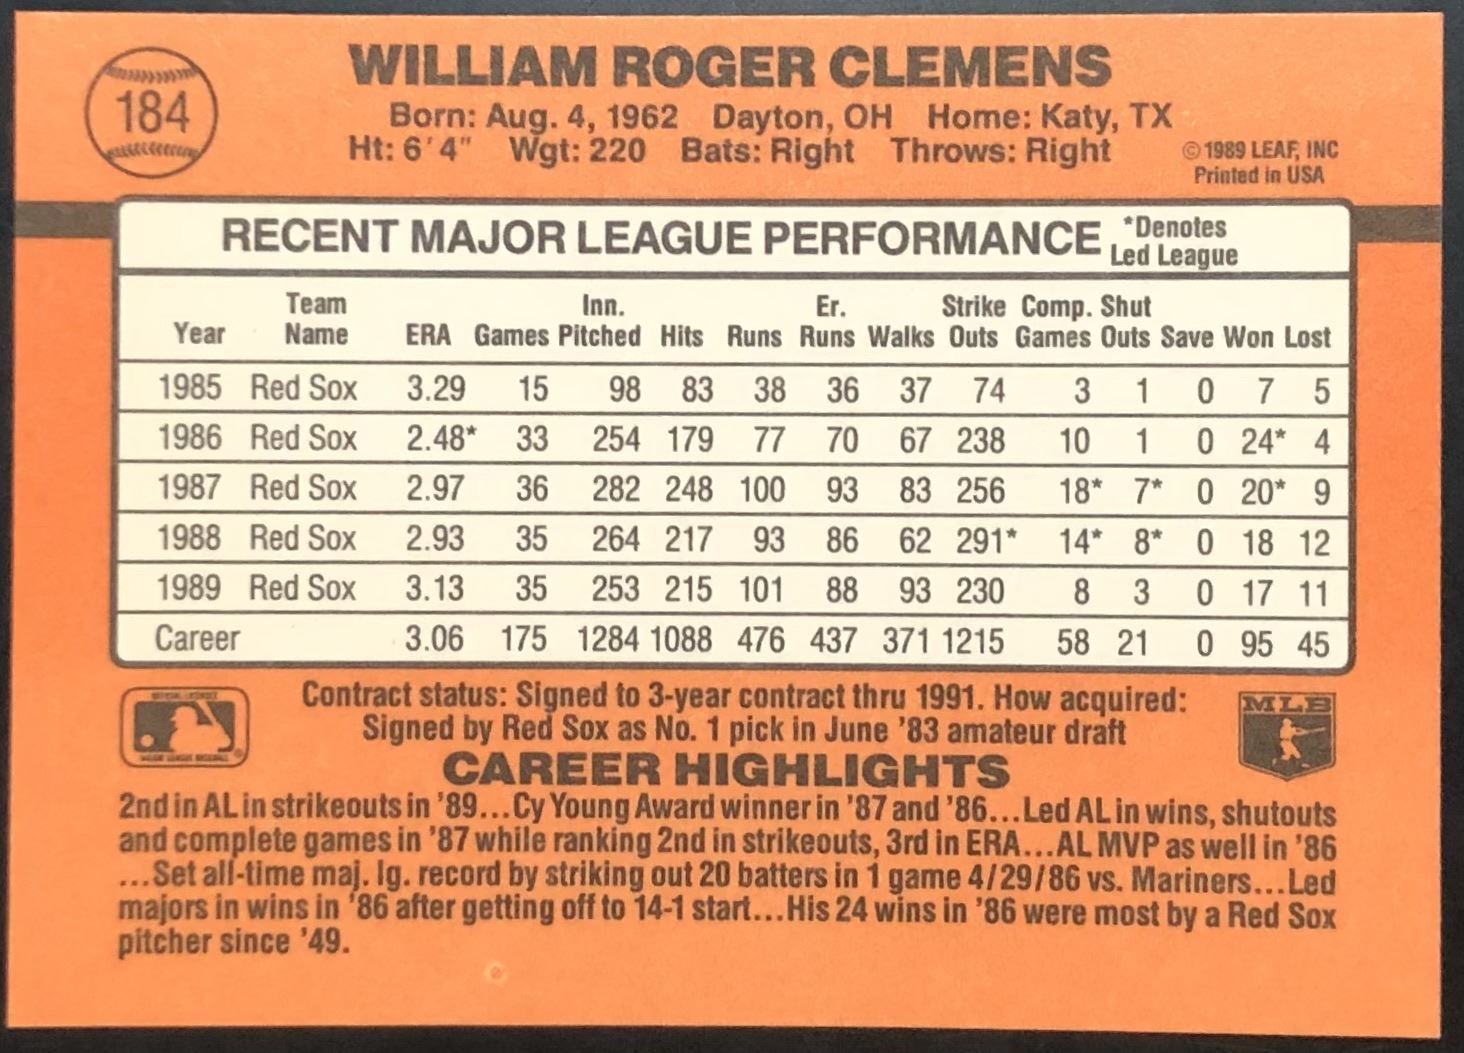 184
WILLIAM ROGER CLEMENS
Born: Aug. 4, 1962 Dayton, OH Home: Katy, TX
Ht: 6'4" Wgt: 220 Bats: Right Throws: Right
© 1989 LEAF, INC
Printed in USA
RECENT MAJOR LEAGUE PERFORMANCE *Denotes
Led League
Team Inn. Er. Strike Comp. Shut
Year Name ERA Games Pitched Hits Runs Runs Walks Outs Games Outs Save Won Lost
1985 Red Sox 3.29 15 98 83 38 36 37 74 3 1 0 7 5
1986 Red Sox 2.48* 33 254 179 77 70 67 238 10 1 0 24* 4
1987 Red Sox 2.97 36 282 248 100 93 83 256 18* 7* 0 20* 9
1988 Red Sox 2.93 35 264 217 93 86 62 291* 14* 8* 0 18 12
1989 Red Sox 3.13 35 253 215 101 88 93 230 8 3 0 17 11
Career 3.06 175 1284 1088 476 437 371 1215 58 21 0 95 45
Contract status: Signed to 3-year contract thru 1991. How acquired:
Signed by Red Sox as No. 1 pick in June '83 amateur draft
MLB
CAREER HIGHLIGHTS
2nd in AL in strikeouts in '89...Cy Young Award winner in '87 and '86...Led AL in wins, shutouts
and complete games in '87 while ranking 2nd in strikeouts, 3rd in ERA...AL MVP as well in '86
...Set all-time maj. lg. record by striking out 20 batters in 1 game 4/29/86 vs. Mariners...Led
majors in wins in '86 after getting off to 14-1 start...His 24 wins in '86 were most by a Red Sox
pitcher since '49.